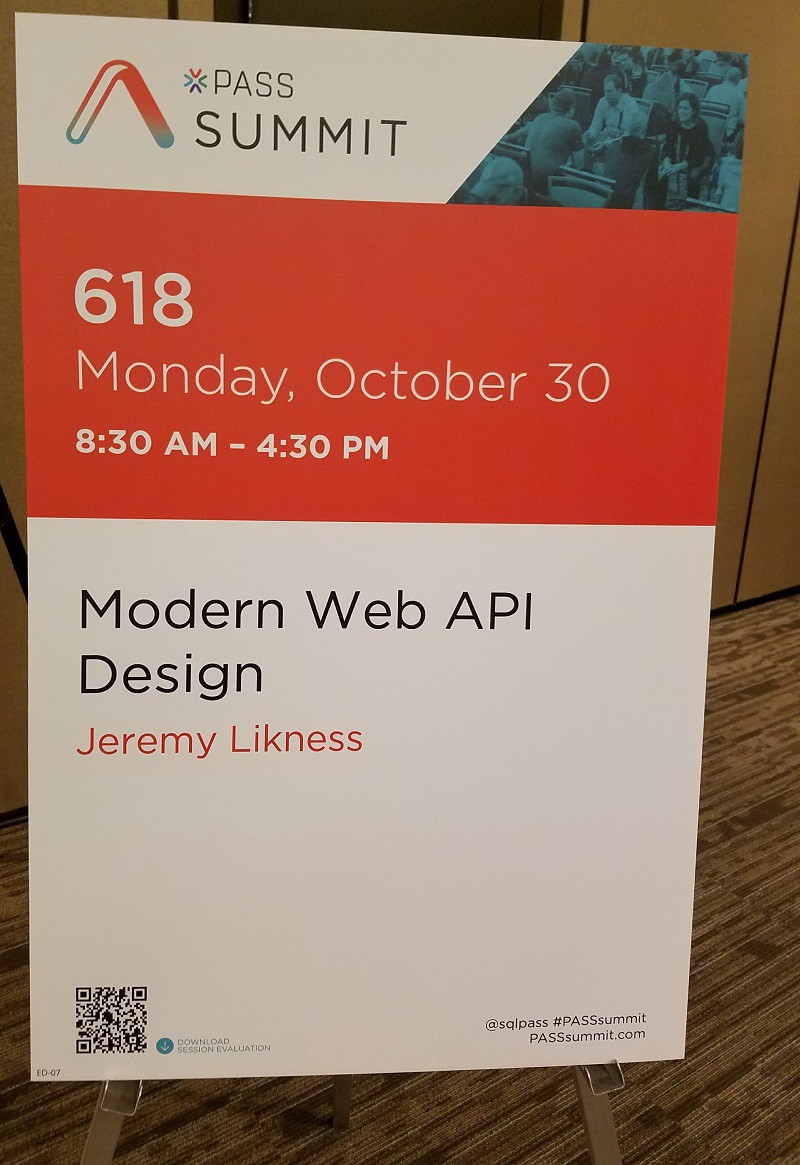 PASS
SUMMIT
618
Monday, October 30
8:30 AM – 4:30 PM
Modern Web API
Design
Jeremy Likness
DOWNLOAD
SESSION EVALUATION
@sqlpass #PASSsummit
PASSsummit.com
ED-07